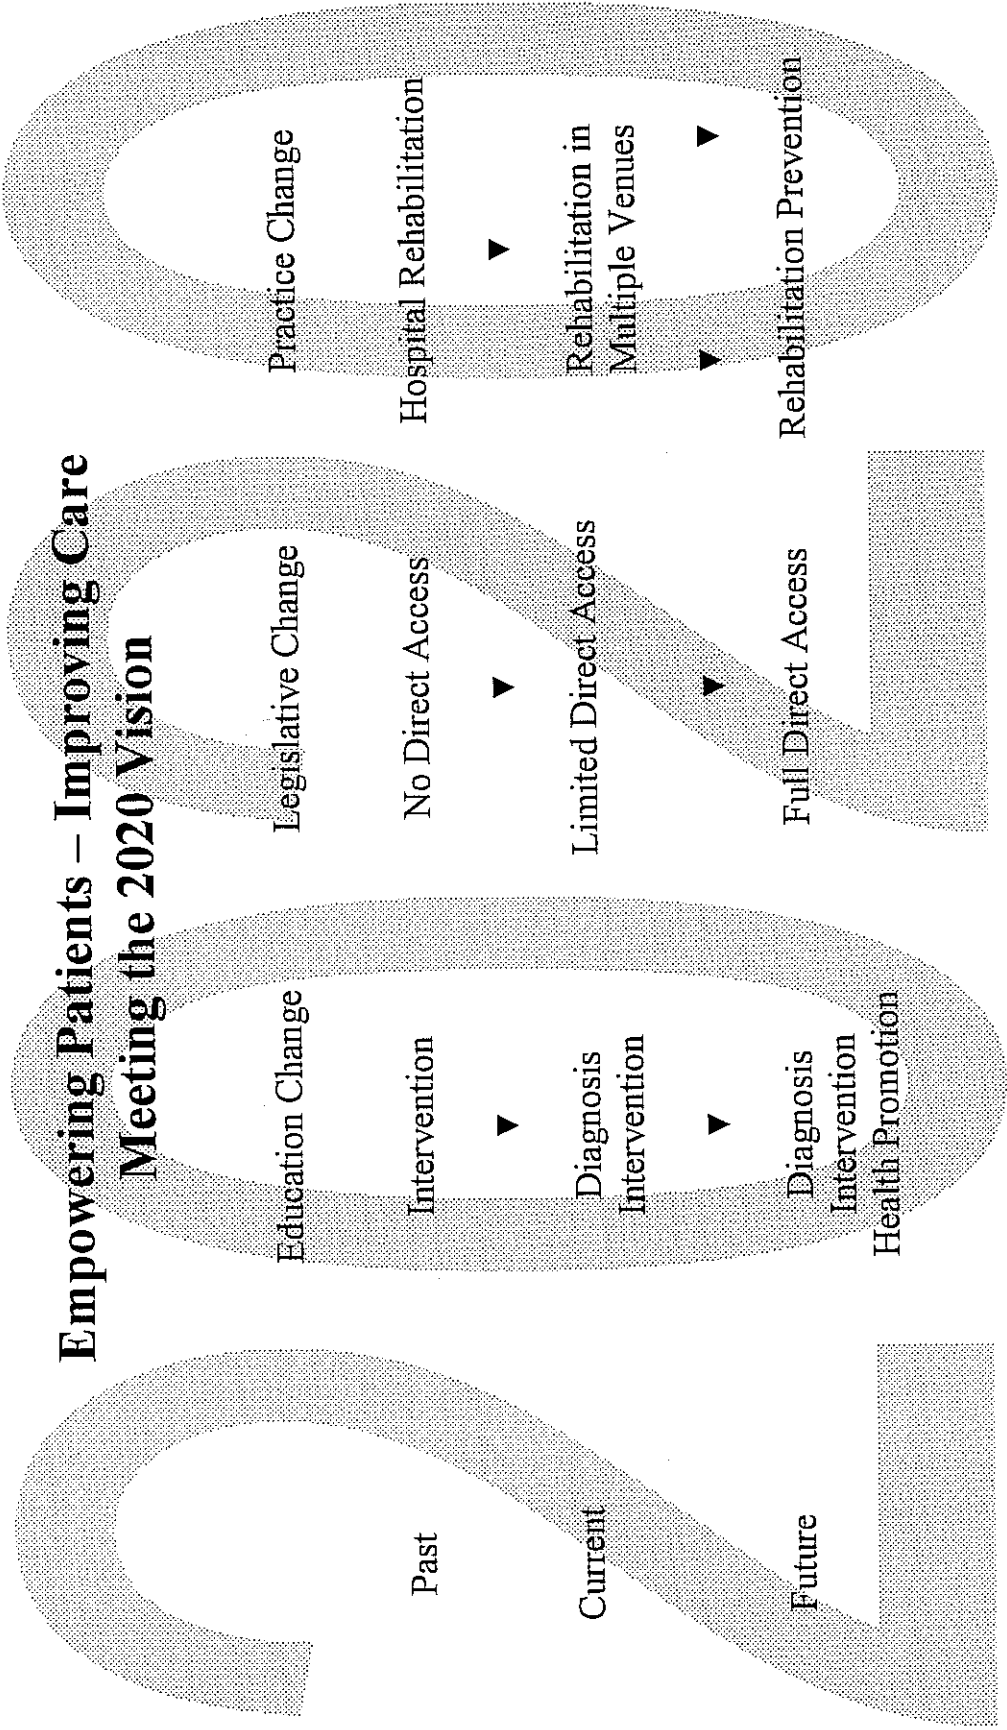 Empowering Patients – Improving Care
Meeting the 2020 Vision
Education Change
Legislative Change
Practice Change
Past
Intervention
No Direct Access
Hospital Rehabilitation
Current
Diagnosis
Intervention
Limited Direct Access
Rehabilitation in
Multiple Venues
Future
Diagnosis
Intervention
Health Promotion
Full Direct Access
Rehabilitation Prevention
2020